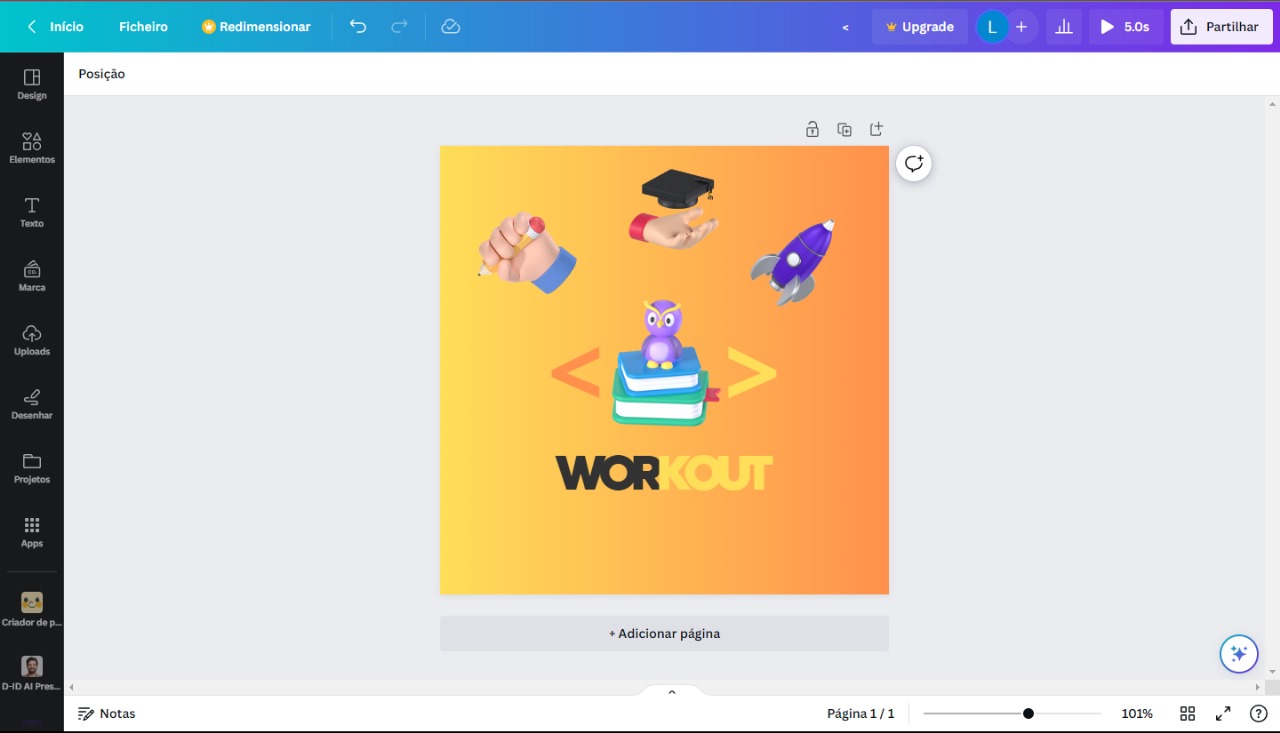 Início Ficheiro Redimensionar < Upgrade L + 5.0s Partilhar
Posição
Design
Elementos
Texto
CO.
Marca
Uploads
Desenhar
Projetos
Apps
Criador de p...
D-ID AI Pres...
< >
WORKOUT
+ Adicionar página
Notas Página 1 / 1 101% ?